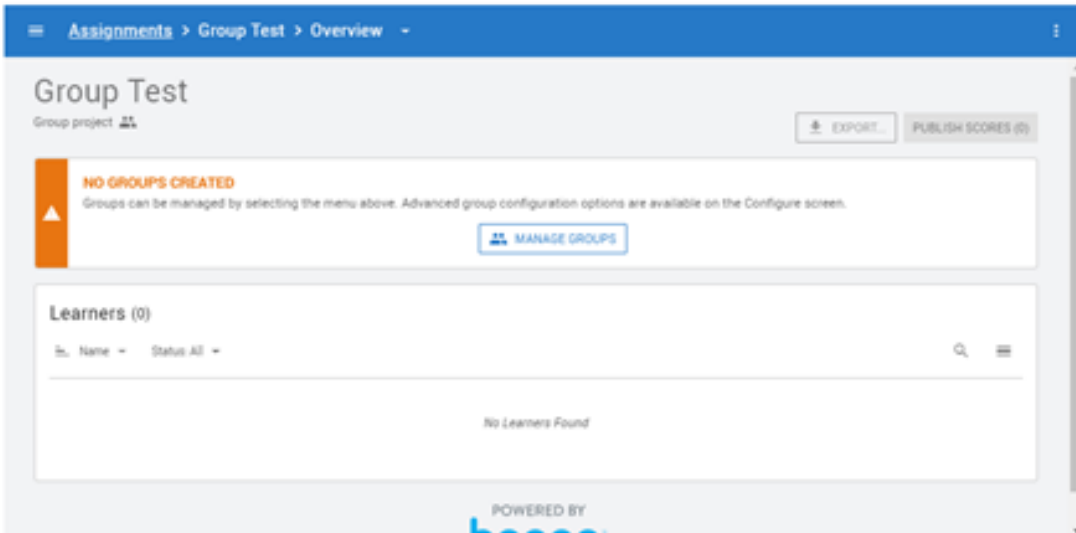 Assignments > Group Test > Overview
Group Test
Group project
EXPORT...
PUBLISH SCORES (0)
NO GROUPS CREATED
Groups can be managed by selecting the menu above. Advanced group configuration options are available on the Configure screen.
MANAGE GROUPS
Learners (0)
Name
Status: All
No Learners Found
POWERED BY